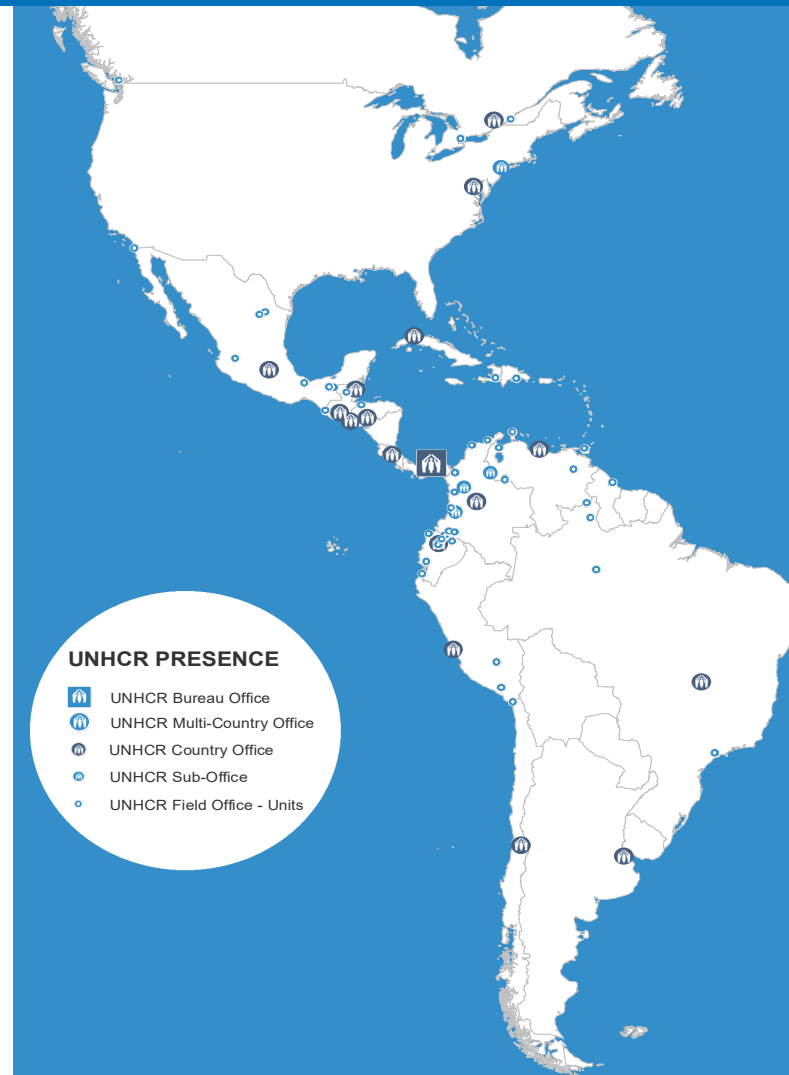 UNHCR PRESENCE
UNHCR Bureau Office
UNHCR Multi-Country Office
UNHCR Country Office
UNHCR Sub-Office
UNHCR Field Office - Units